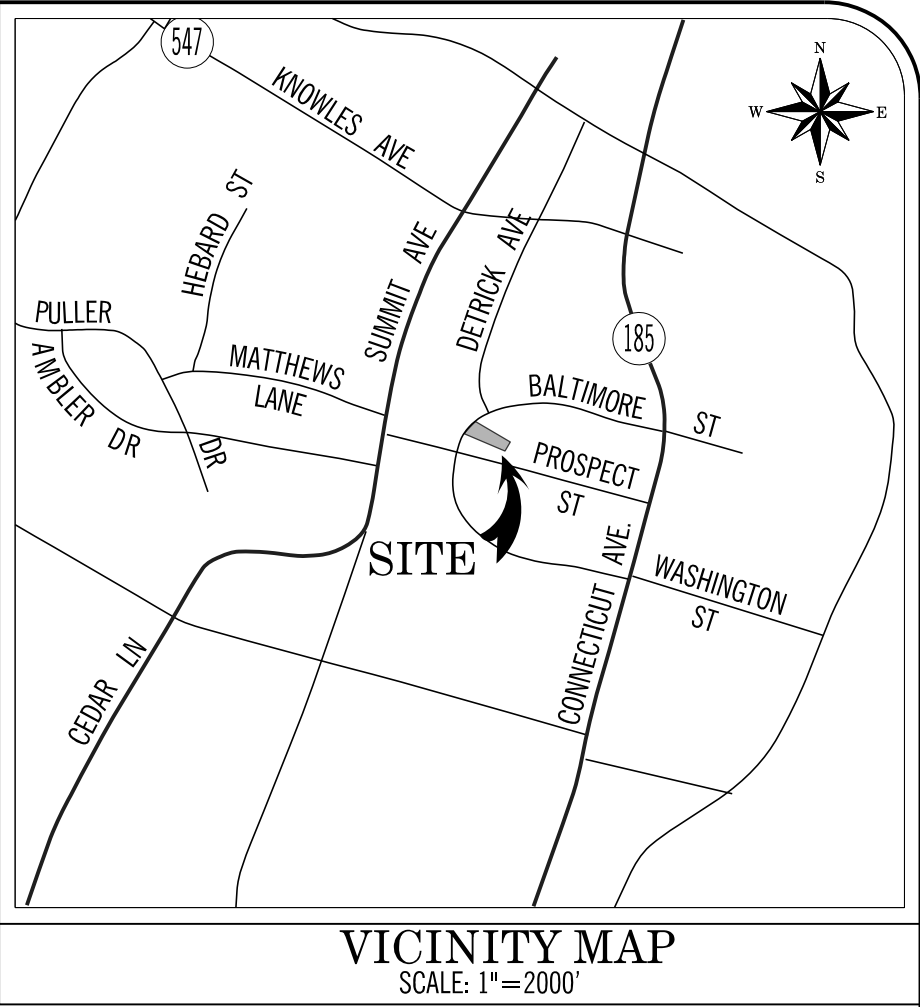 547
N
W E
S
KNOWLES AVE
HEBARD ST
SUMMIT AVE
DETRICK AVE
PULLER DR
185
AMBLER DR
MATTHEWS
LANE
BALTIMORE ST
PROSPECT
ST
SITE
CONNECTICUT AVE.
WASHINGTON
ST
CEDAR LN
VICINITY MAP
SCALE: 1"=2000'